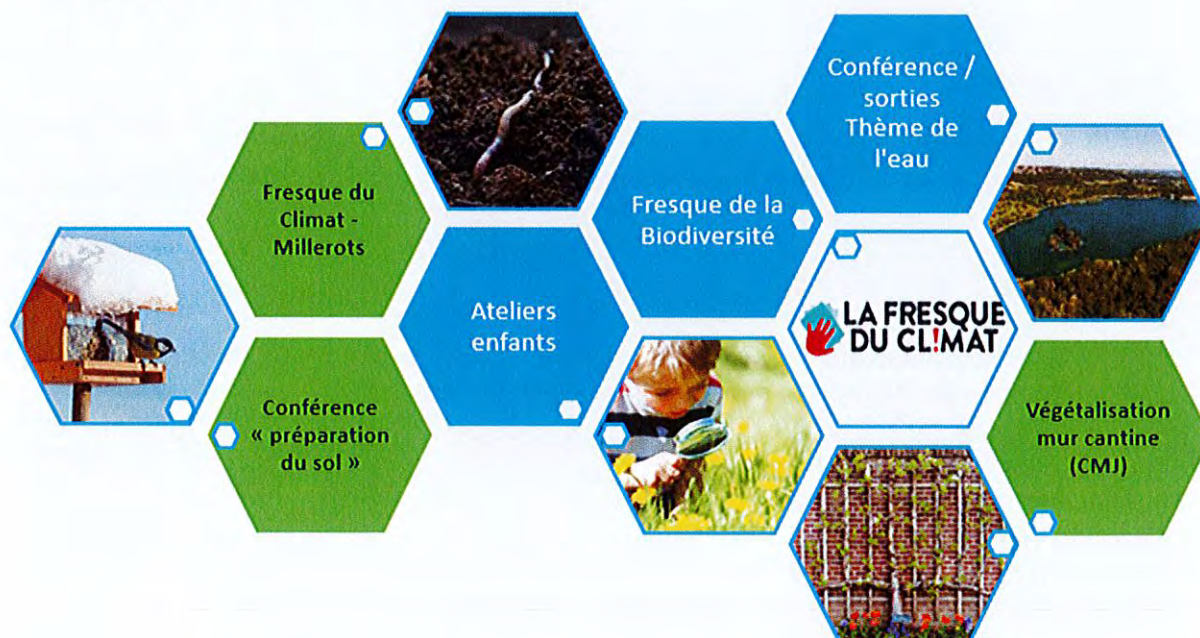 Fresque du
Climat -
Millerots
Conférence
« préparation
du sol »
Ateliers
enfants
Fresque de la
Biodiversité
Conférence /
sorties
Thème de
l'eau
LA FRESQUE
DU CL!MAT
Végétalisation
mur cantine
(CMJ)